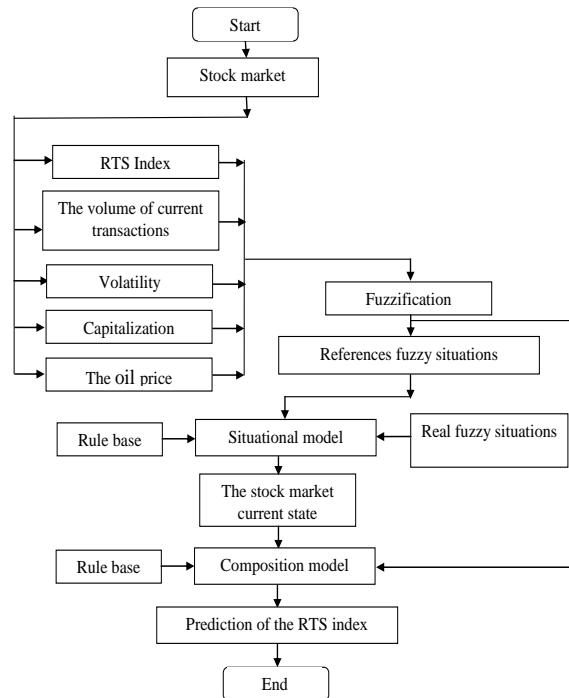 Start
Stock market
RTS Index
The volume of current
transactions
Volatility
Capitalization
The oil price
Fuzzification
References fuzzy situations
Rule base
Situational model
Real fuzzy situations
The stock market
current state
Rule base
Composition model
Prediction of the RTS index
End